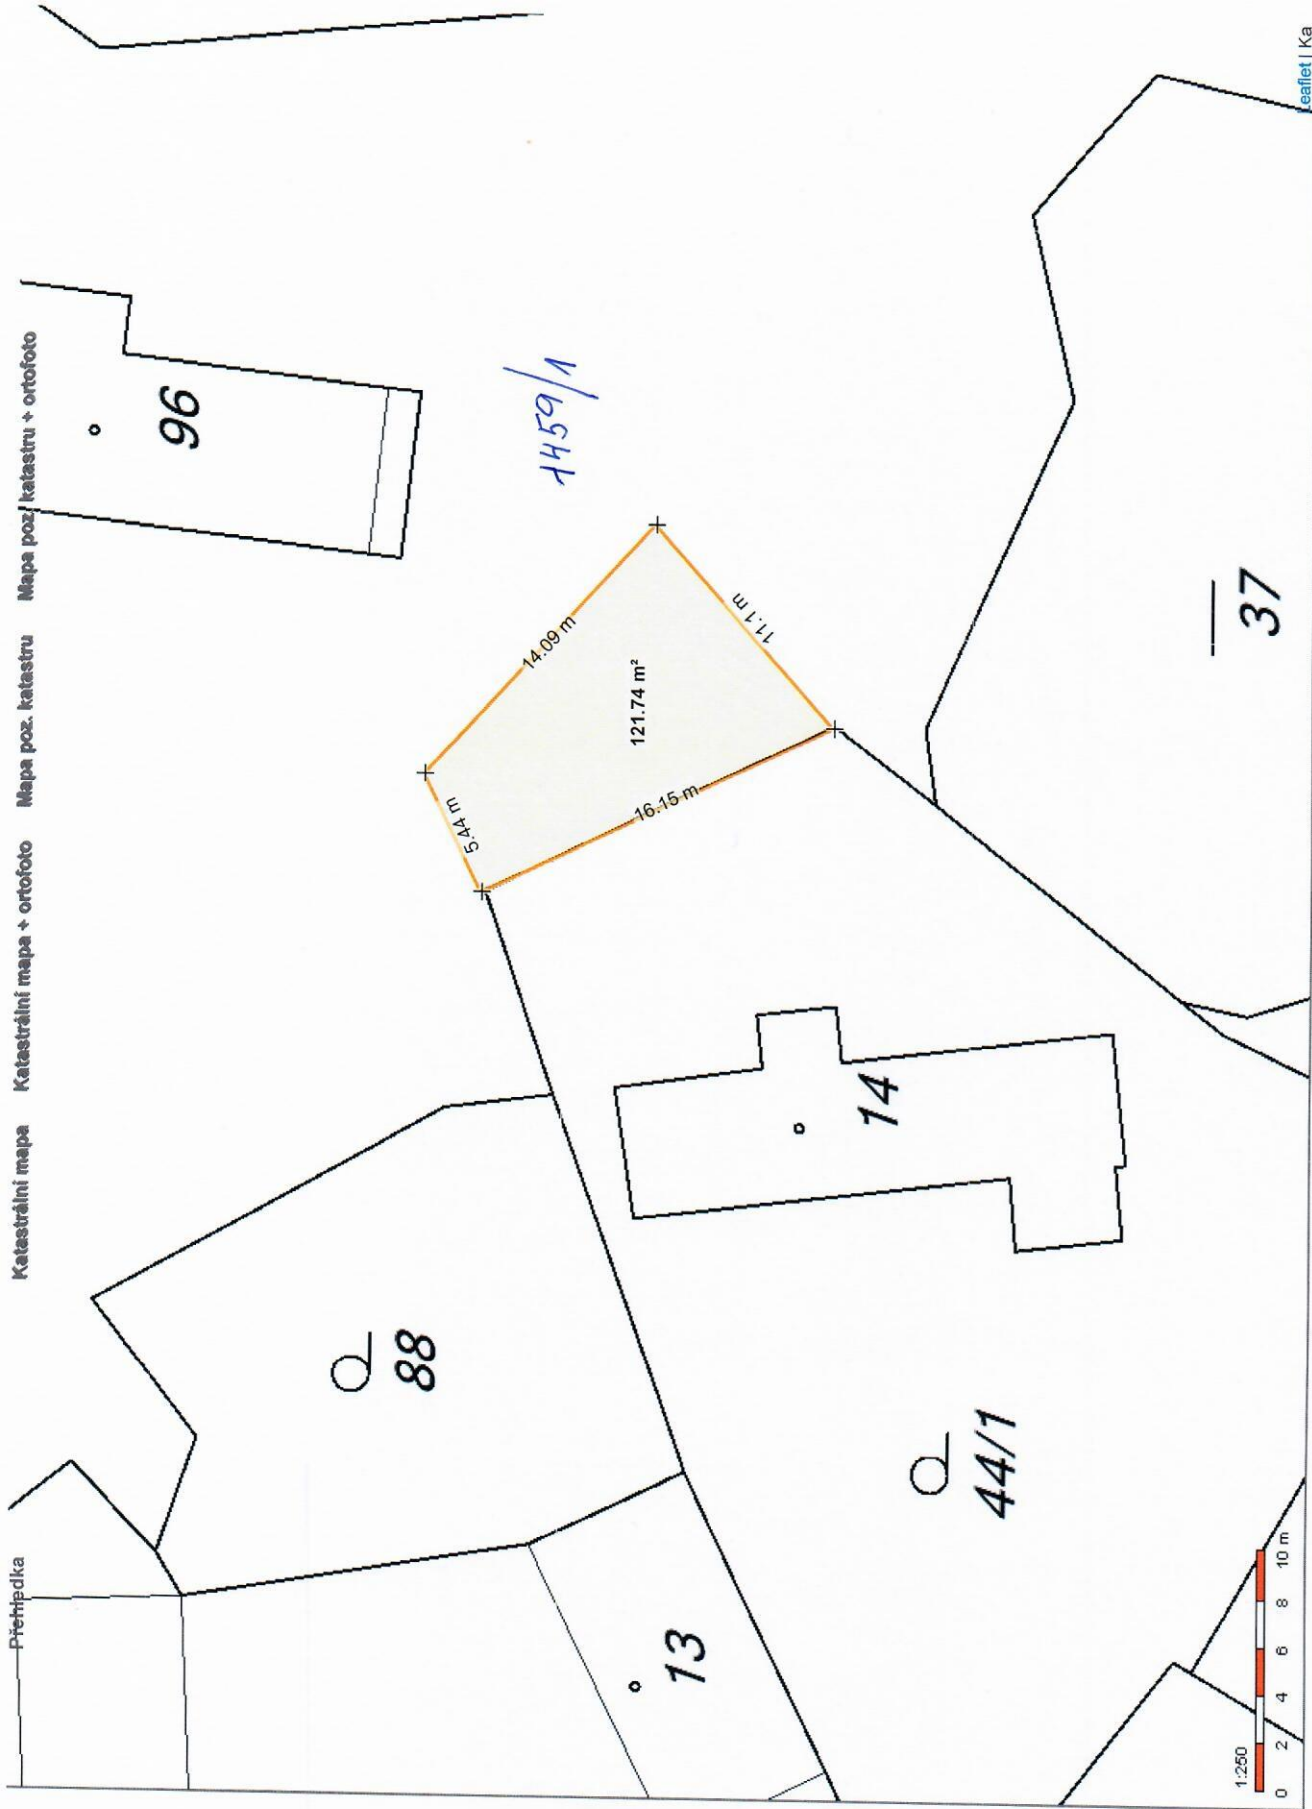 Přehledka
Katastrální mapa
Katastrální mapa + ortofoto
Mapa poz. katastru
Mapa poz. katastru + ortofoto
96
1459/1
88
14.09 m
5.44 m
121.74 m²
11.1 m
16.15 m
13
14
44/1
37
1:250
0 2 4 6 8 10 m
Leaflet | Ka